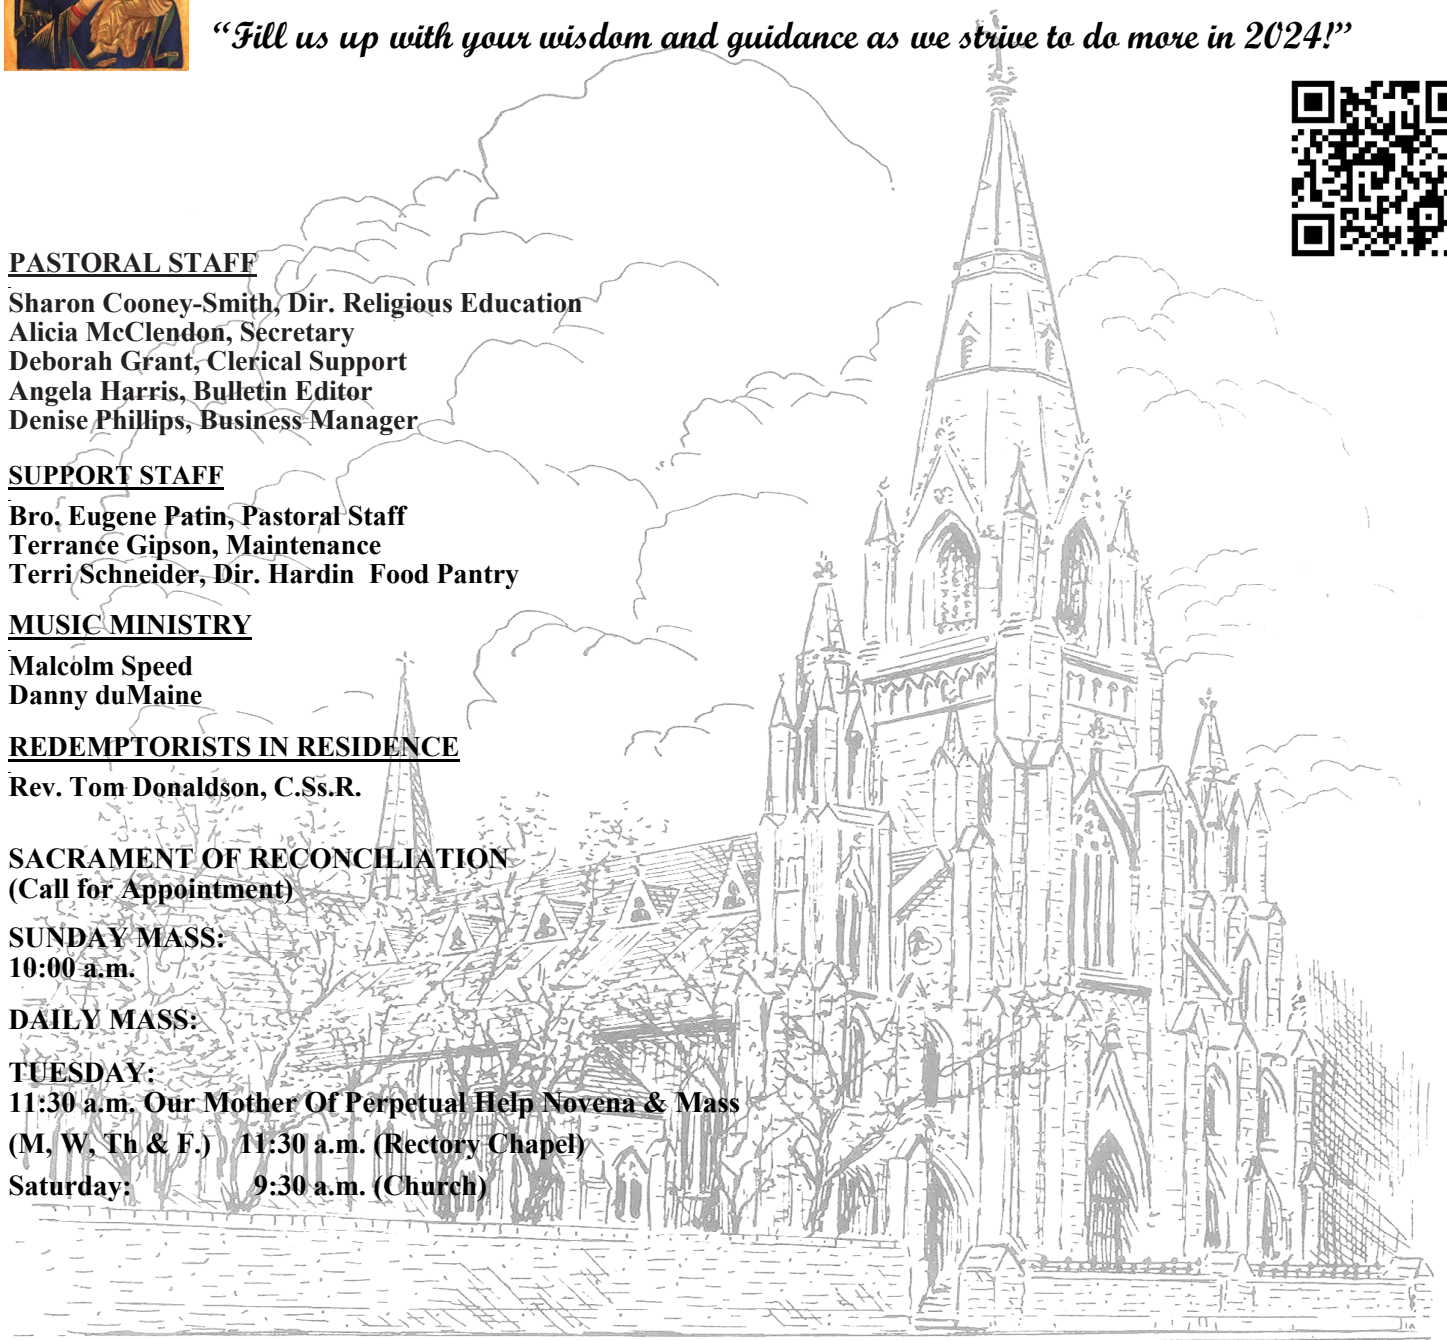 “Fill us up with your wisdom and guidance as we strive to do more in 2024!”
PASTORAL STAFF
Sharon Cooney-Smith, Dir. Religious Education
Alicia McClendon, Secretary
Deborah Grant, Clerical Support
Angela Harris, Bulletin Editor
Denise Phillips, Business Manager
SUPPORT STAFF
Bro. Eugene Patin, Pastoral Staff
Terrance Gipson, Maintenance
Terri Schneider, Dir. Hardin Food Pantry
MUSIC MINISTRY
Malcolm Speed
Danny duMaine
REDEMPTORISTS IN RESIDENCE
Rev. Tom Donaldson, C.Ss.R.
SACRAMENT OF RECONCILIATION
(Call for Appointment)
SUNDAY MASS:
10:00 a.m.
DAILY MASS:
TUESDAY:
11:30 a.m. Our Mother Of Perpetual Help Novena & Mass
(M, W, Th & F.) 11:30 a.m. (Rectory Chapel)
Saturday: 9:30 a.m. (Church)